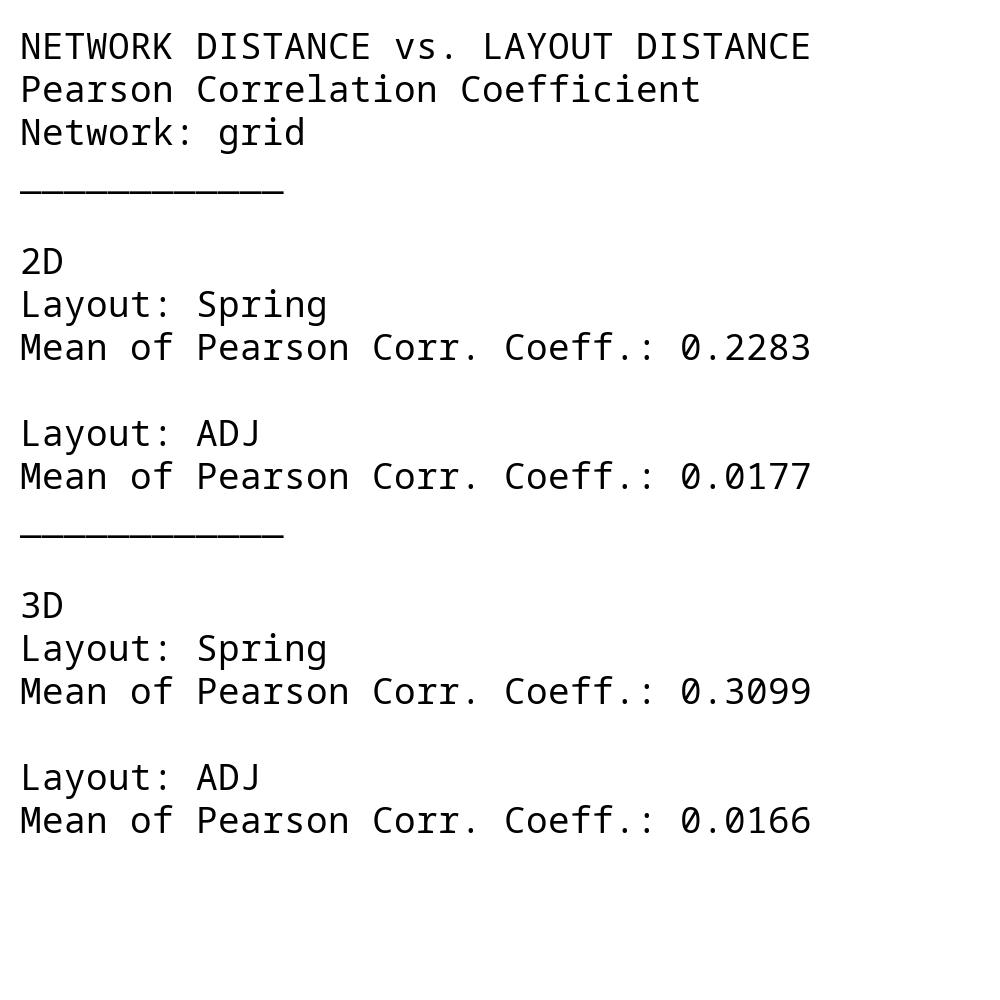 NETWORK DISTANCE vs. LAYOUT DISTANCE
Pearson Correlation Coefficient
Network: grid
____________
2D
Layout: Spring
Mean of Pearson Corr. Coeff.: 0.2283
Layout: ADJ
Mean of Pearson Corr. Coeff.: 0.0177
____________
3D
Layout: Spring
Mean of Pearson Corr. Coeff.: 0.3099
Layout: ADJ
Mean of Pearson Corr. Coeff.: 0.0166